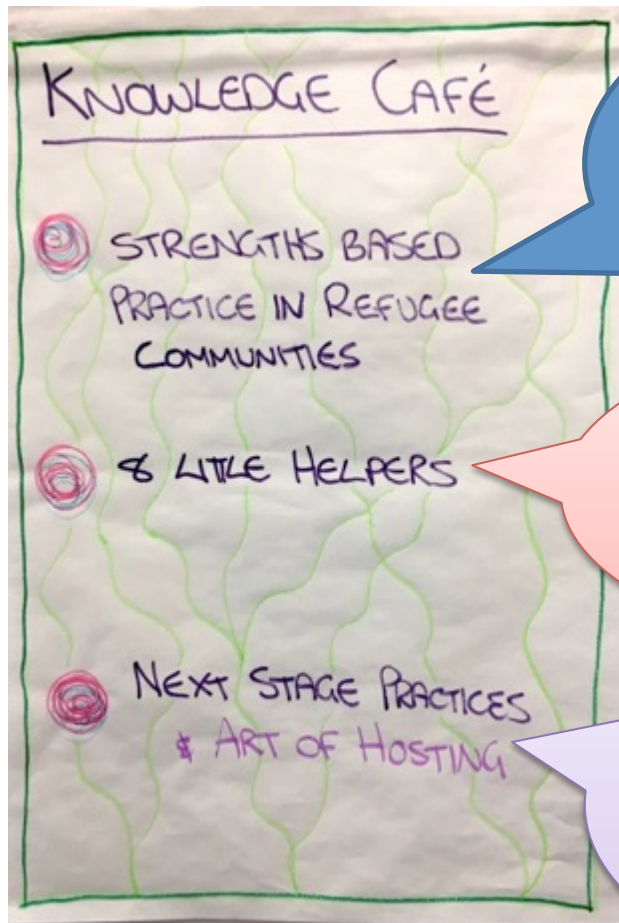 KNOWLEDGE CAFÉ
STRENGTHS BASED
PRACTICE IN REFUGEE
COMMUNITIES
8 LITTLE HELPERS
NEXT STAGE PRACTICES
& ART OF HOSTING